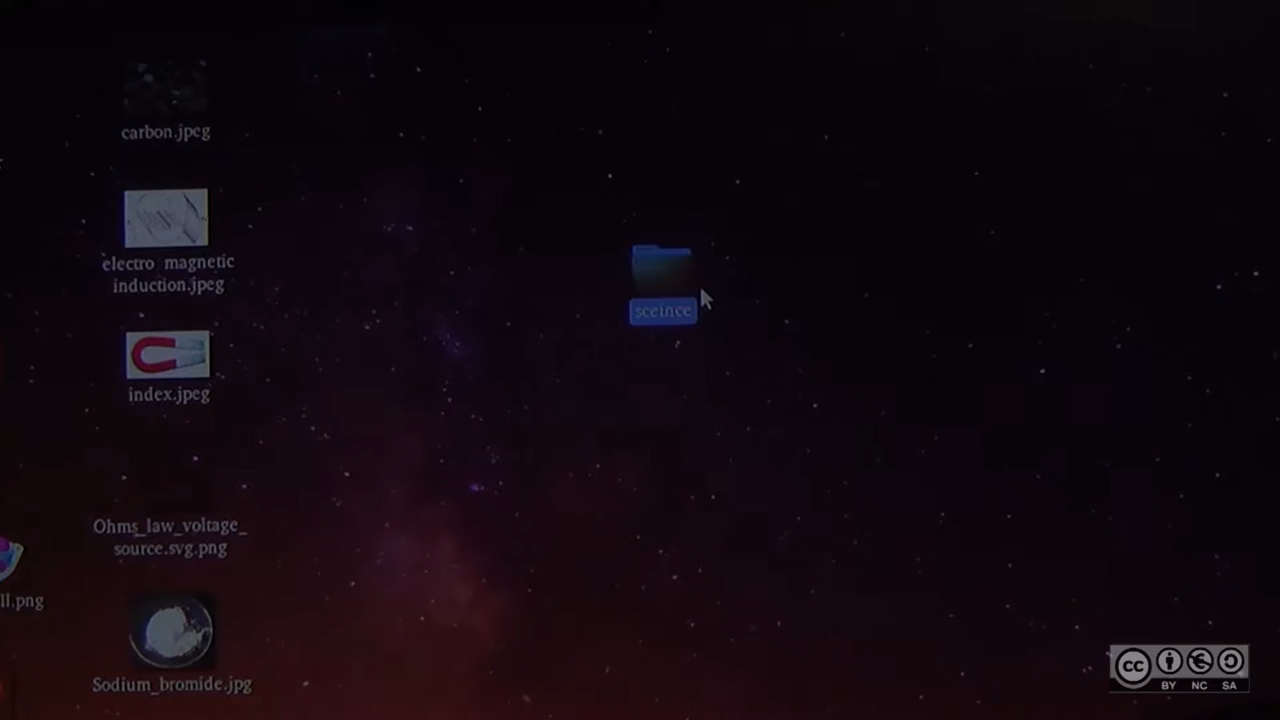 carbon.jpeg
electro magnetic
induction.jpeg
sceince
index.jpeg
Ohms_law_voltage_
source.svg.png
ll.png
Sodium_bromide.jpg
cc
BY NC SA